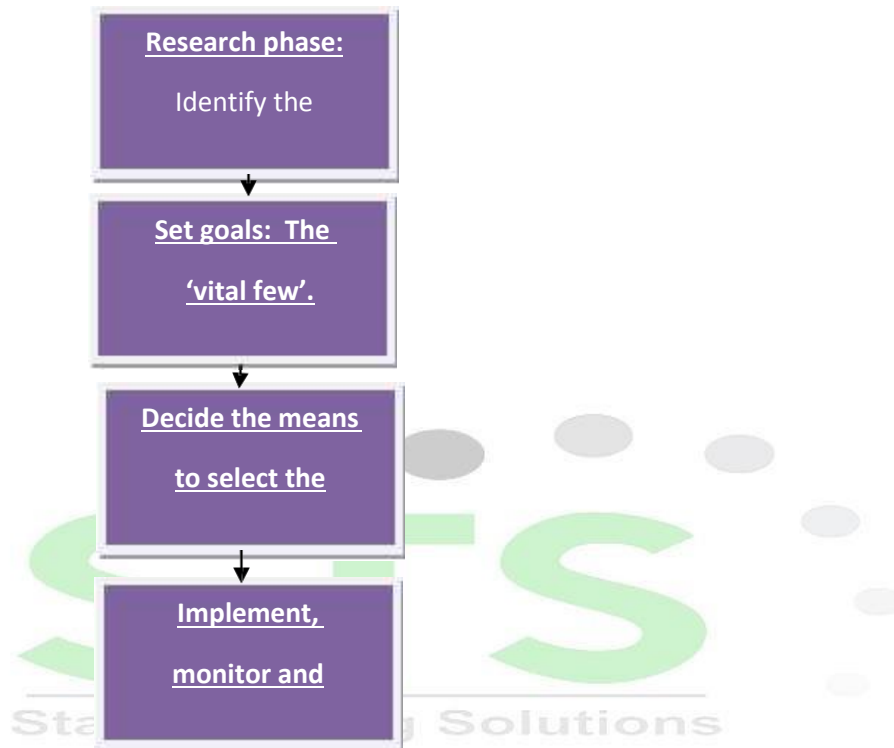 Research phase:
Identify the
Set goals: The
‘vital few’.
Decide the means
to select the
Implement,
monitor and
S
Solutions